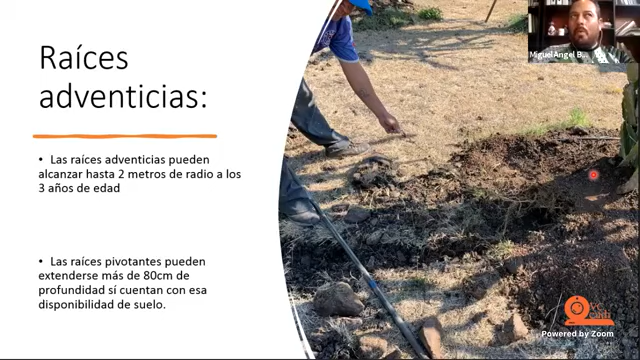 Miguel Angel B...
Raíces
adventicias:
• Las raíces adventicias pueden
alcanzar hasta 2 metros de radio a los
3 años de edad
• Las raíces pivotantes pueden
extenderse más de 80cm de
profundidad sí cuentan con esa
disponibilidad de suelo.
Powered by Zoom